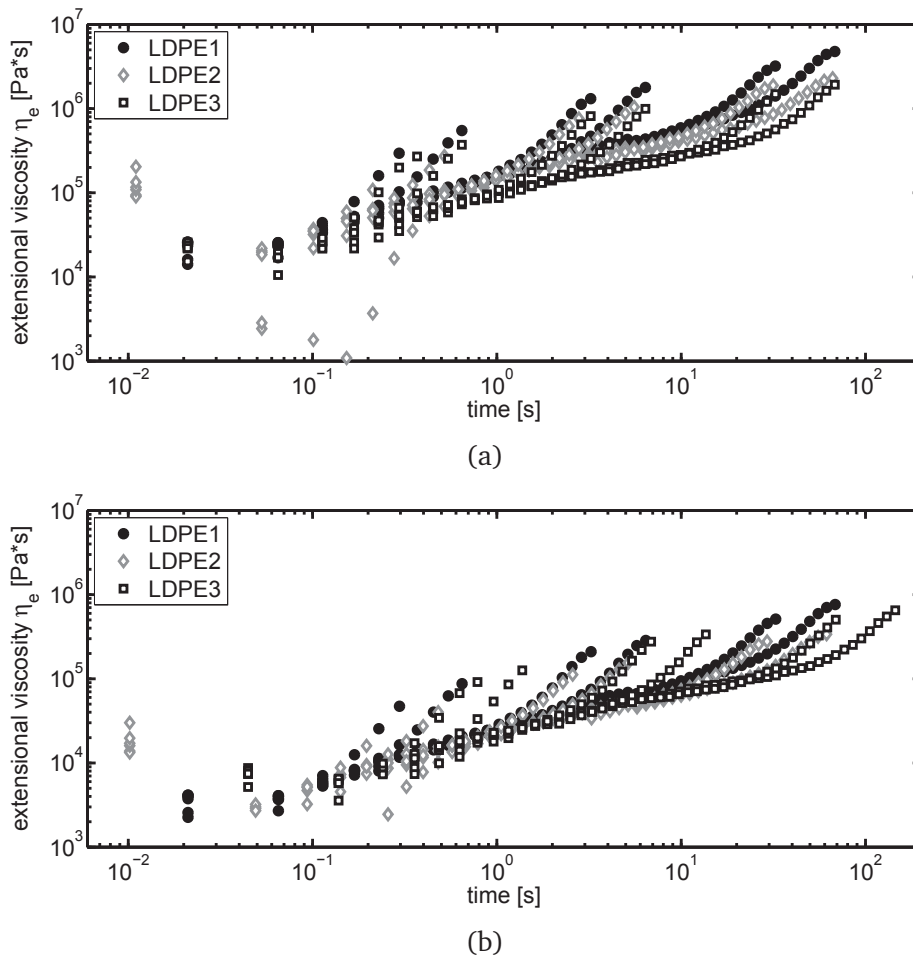 10^7
10^6
10^5
10^4
10^3
extensional viscosity η_e [Pa*s]
LDPE1
LDPE2
LDPE3
10^−2
10^−1
10^0
10^1
10^2
time [s]
(a)
10^7
10^6
10^5
10^4
10^3
extensional viscosity η_e [Pa*s]
LDPE1
LDPE2
LDPE3
10^−2
10^−1
10^0
10^1
10^2
time [s]
(b)